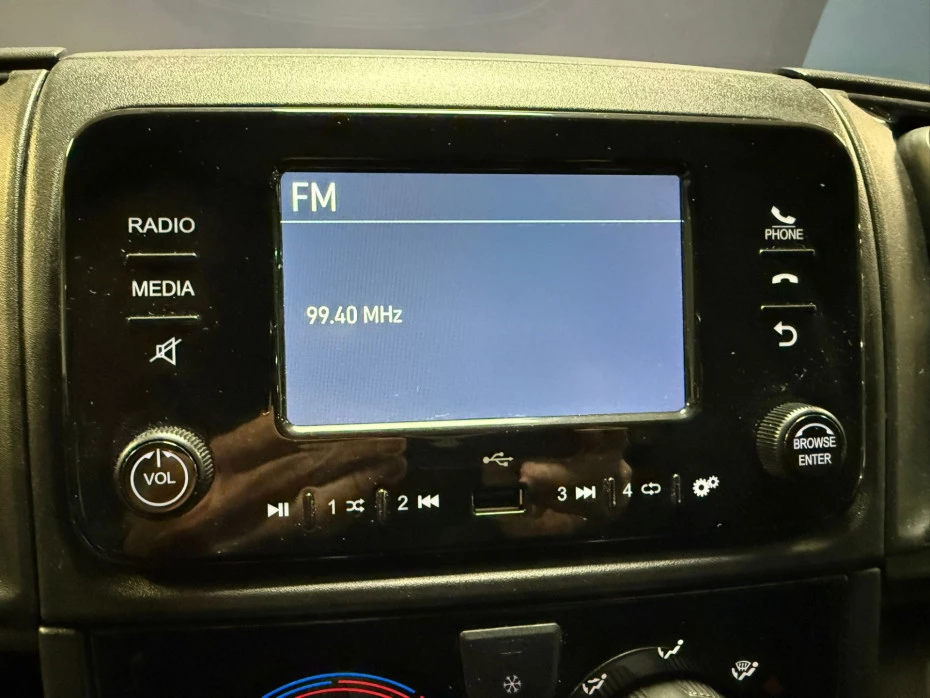 FM
99.40 MHz
RADIO
MEDIA
VOL
1
2
3
4
PHONE
BROWSE
ENTER